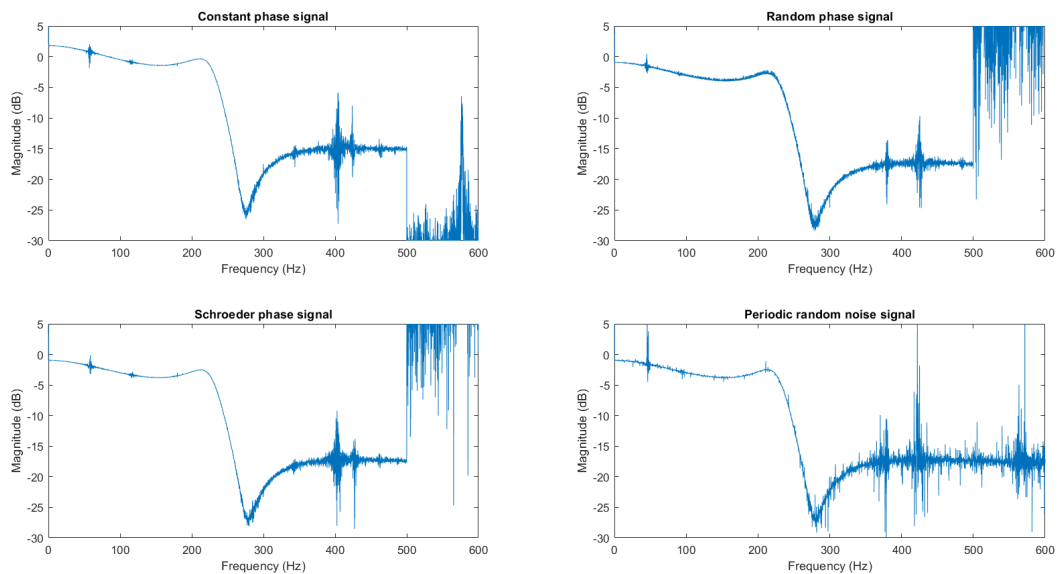 Constant phase signal
5
0
-5
-10
-15
-20
-25
-30
Magnitude (dB)
0 100 200 300 400 500 600
Frequency (Hz)
Random phase signal
5
0
-5
-10
-15
-20
-25
-30
Magnitude (dB)
0 100 200 300 400 500 600
Frequency (Hz)
Schroeder phase signal
5
0
-5
-10
-15
-20
-25
-30
Magnitude (dB)
0 100 200 300 400 500 600
Frequency (Hz)
Periodic random noise signal
5
0
-5
-10
-15
-20
-25
-30
Magnitude (dB)
0 100 200 300 400 500 600
Frequency (Hz)